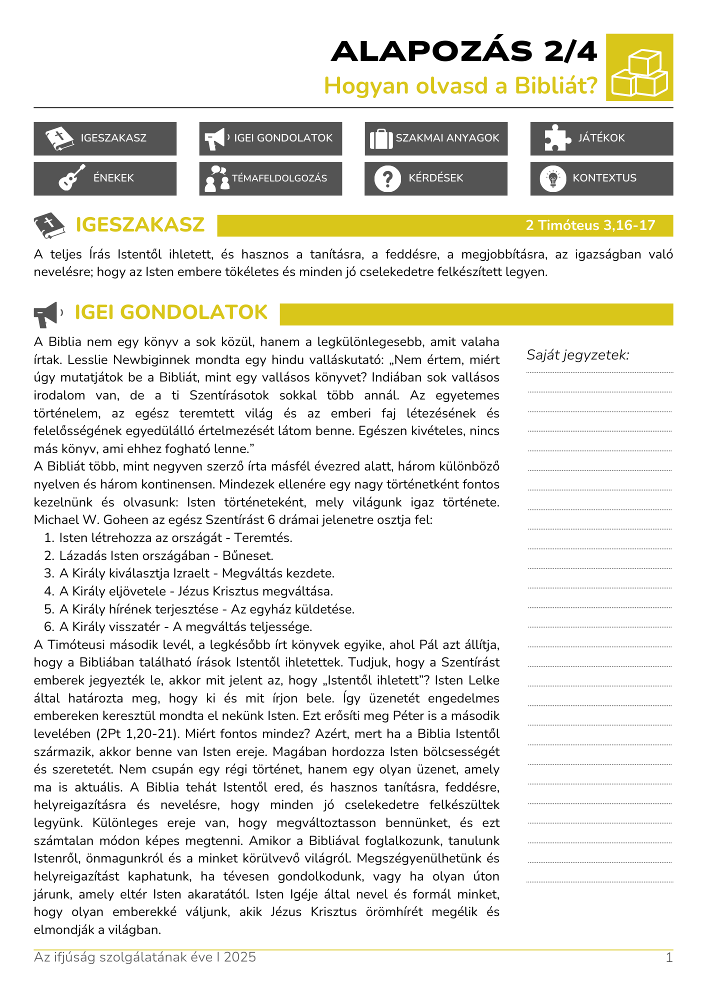 ALAPOZÁS 2/4
Hogyan olvasd a Bibliát?
IGESZAKASZ
IGEI GONDOLATOK
SZAKMAI ANYAGOK
JÁTÉKOK
ÉNEKEK
TÉMAFELDOLGOZÁS
KÉRDÉSEK
KONTEXTUS
IGESZAKASZ
2 Timóteus 3,16-17
A teljes Írás Istentől ihletett, és hasznos a tanításra, a feddésre, a megjobbításra, az igazságban való
nevelésre; hogy az Isten embere tökéletes és minden jó cselekedetre felkészített legyen.
IGEI GONDOLATOK
A Biblia nem egy könyv a sok közül, hanem a legkülönlegesebb, amit valaha
írtak. Lesslie Newbiginnek mondta egy hindu valláskutató: „Nem értem, miért
úgy mutatjátok be a Bibliát, mint egy vallásos könyvet? Indiában sok vallásos
irodalom van, de a ti Szentírásotok sokkal több annál. Az egyetemes
történelem, az egész teremtett világ és az emberi faj létezésének és
felelősségének egyedülálló értelmezését látom benne. Egészen kivételes, nincs
más könyv, ami ehhez fogható lenne.”
A Bibliát több, mint negyven szerző írta másfél évezred alatt, három különböző
nyelven és három kontinensen. Mindezek ellenére egy nagy történetként fontos
kezelnünk és olvasunk: Isten történeteként, mely világunk igaz története.
Michael W. Goheen az egész Szentírást 6 drámai jelenetre osztja fel:
1. Isten létrehozza az országát - Teremtés.
2. Lázadás Isten országában - Bűneset.
3. A Király kiválasztja Izraelt - Megváltás kezdete.
4. A Király eljövetele - Jézus Krisztus megváltása.
5. A Király hírének terjesztése - Az egyház küldetése.
6. A Király visszatér - A megváltás teljessége.
A Timóteusi második levél, a legkésőbb írt könyvek egyike, ahol Pál azt állítja,
hogy a Bibliában található írások Istentől ihletettek. Tudjuk, hogy a Szentírást
emberek jegyezték le, akkor mit jelent az, hogy „Istentől ihletett”? Isten Lelke
által határozta meg, hogy ki és mit írjon bele. Így üzenetét engedelmes
embereken keresztül mondta el nekünk Isten. Ezt erősíti meg Péter is a második
levelében (2Pt 1,20-21). Miért fontos mindez? Azért, mert ha a Biblia Istentől
származik, akkor benne van Isten ereje. Magában hordozza Isten bölcsességét
és szeretetét. Nem csupán egy régi történet, hanem egy olyan üzenet, amely
ma is aktuális. A Biblia tehát Istentől ered, és hasznos tanításra, feddésre,
helyreigazításra és nevelésre, hogy minden jó cselekedetre felkészültek
legyünk. Különleges ereje van, hogy megváltoztasson bennünket, és ezt
számtalan módon képes megtenni. Amikor a Bibliával foglalkozunk, tanulunk
Istenről, önmagunkról és a minket körülvevő világról. Megszégyenülhetünk és
helyreigazítást kaphatunk, ha tévesen gondolkodunk, vagy ha olyan úton
járunk, amely eltér Isten akaratától. Isten Igéje által nevel és formál minket,
hogy olyan emberekké váljunk, akik Jézus Krisztus örömhírét megélik és
elmondják a világban.
Saját jegyzetek:
Az ifjúság szolgálatának éve I 2025
1